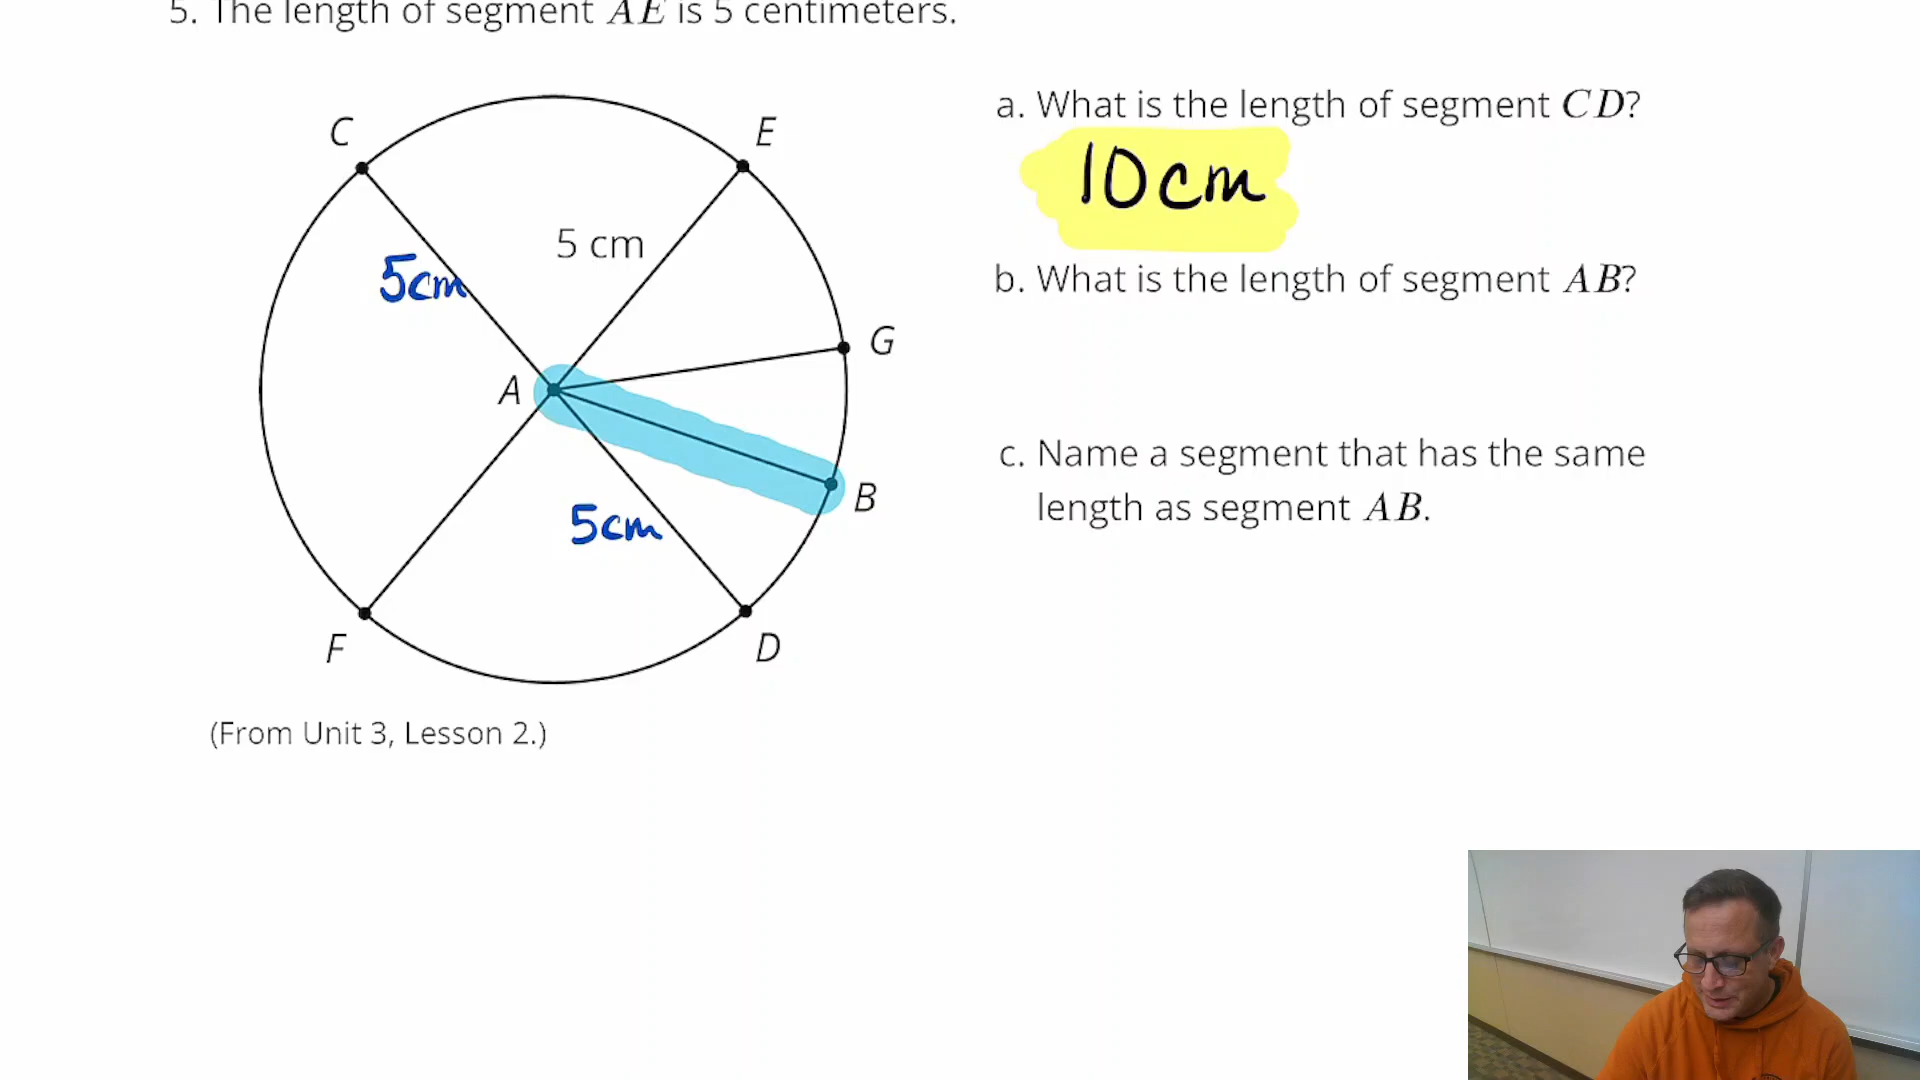 5. The length of segment AE is 5 centimeters.
C
E
5 cm
5cm
G
A
B
5cm
F
D
(From Unit 3, Lesson 2.)
a. What is the length of segment CD?
10cm
b. What is the length of segment AB?
c. Name a segment that has the same
length as segment AB.